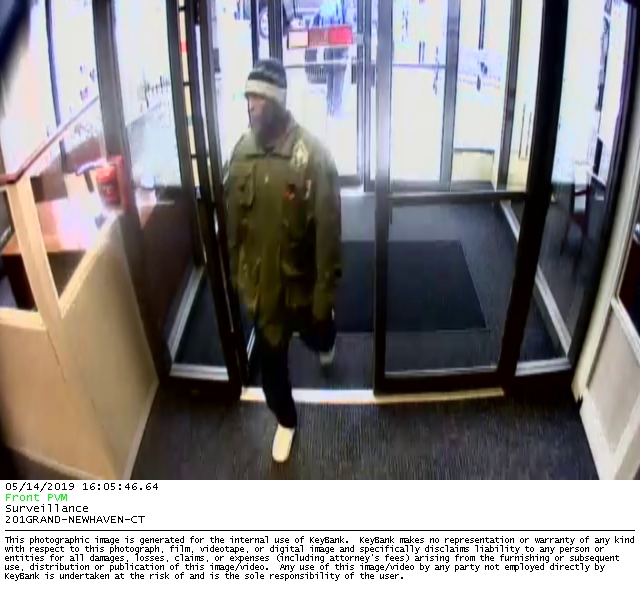 05/14/2019 16:05:46.64
Front PVM
Surveillance
201GRAND-NEWHAVEN-CT
This photographic image is generated for the internal use of KeyBank. KeyBank makes no representation or warranty of any kind
with respect to this photograph, film, videotape, or digital image and specifically disclaims liability to any person or
entities for all damages, losses, claims, or expenses (including attorney's fees) arising from the furnishing or subsequent
use, distribution or publication of this image/video. Any use of this image/video by any party not employed directly by
KeyBank is undertaken at the risk of and is the sole responsibility of the user.